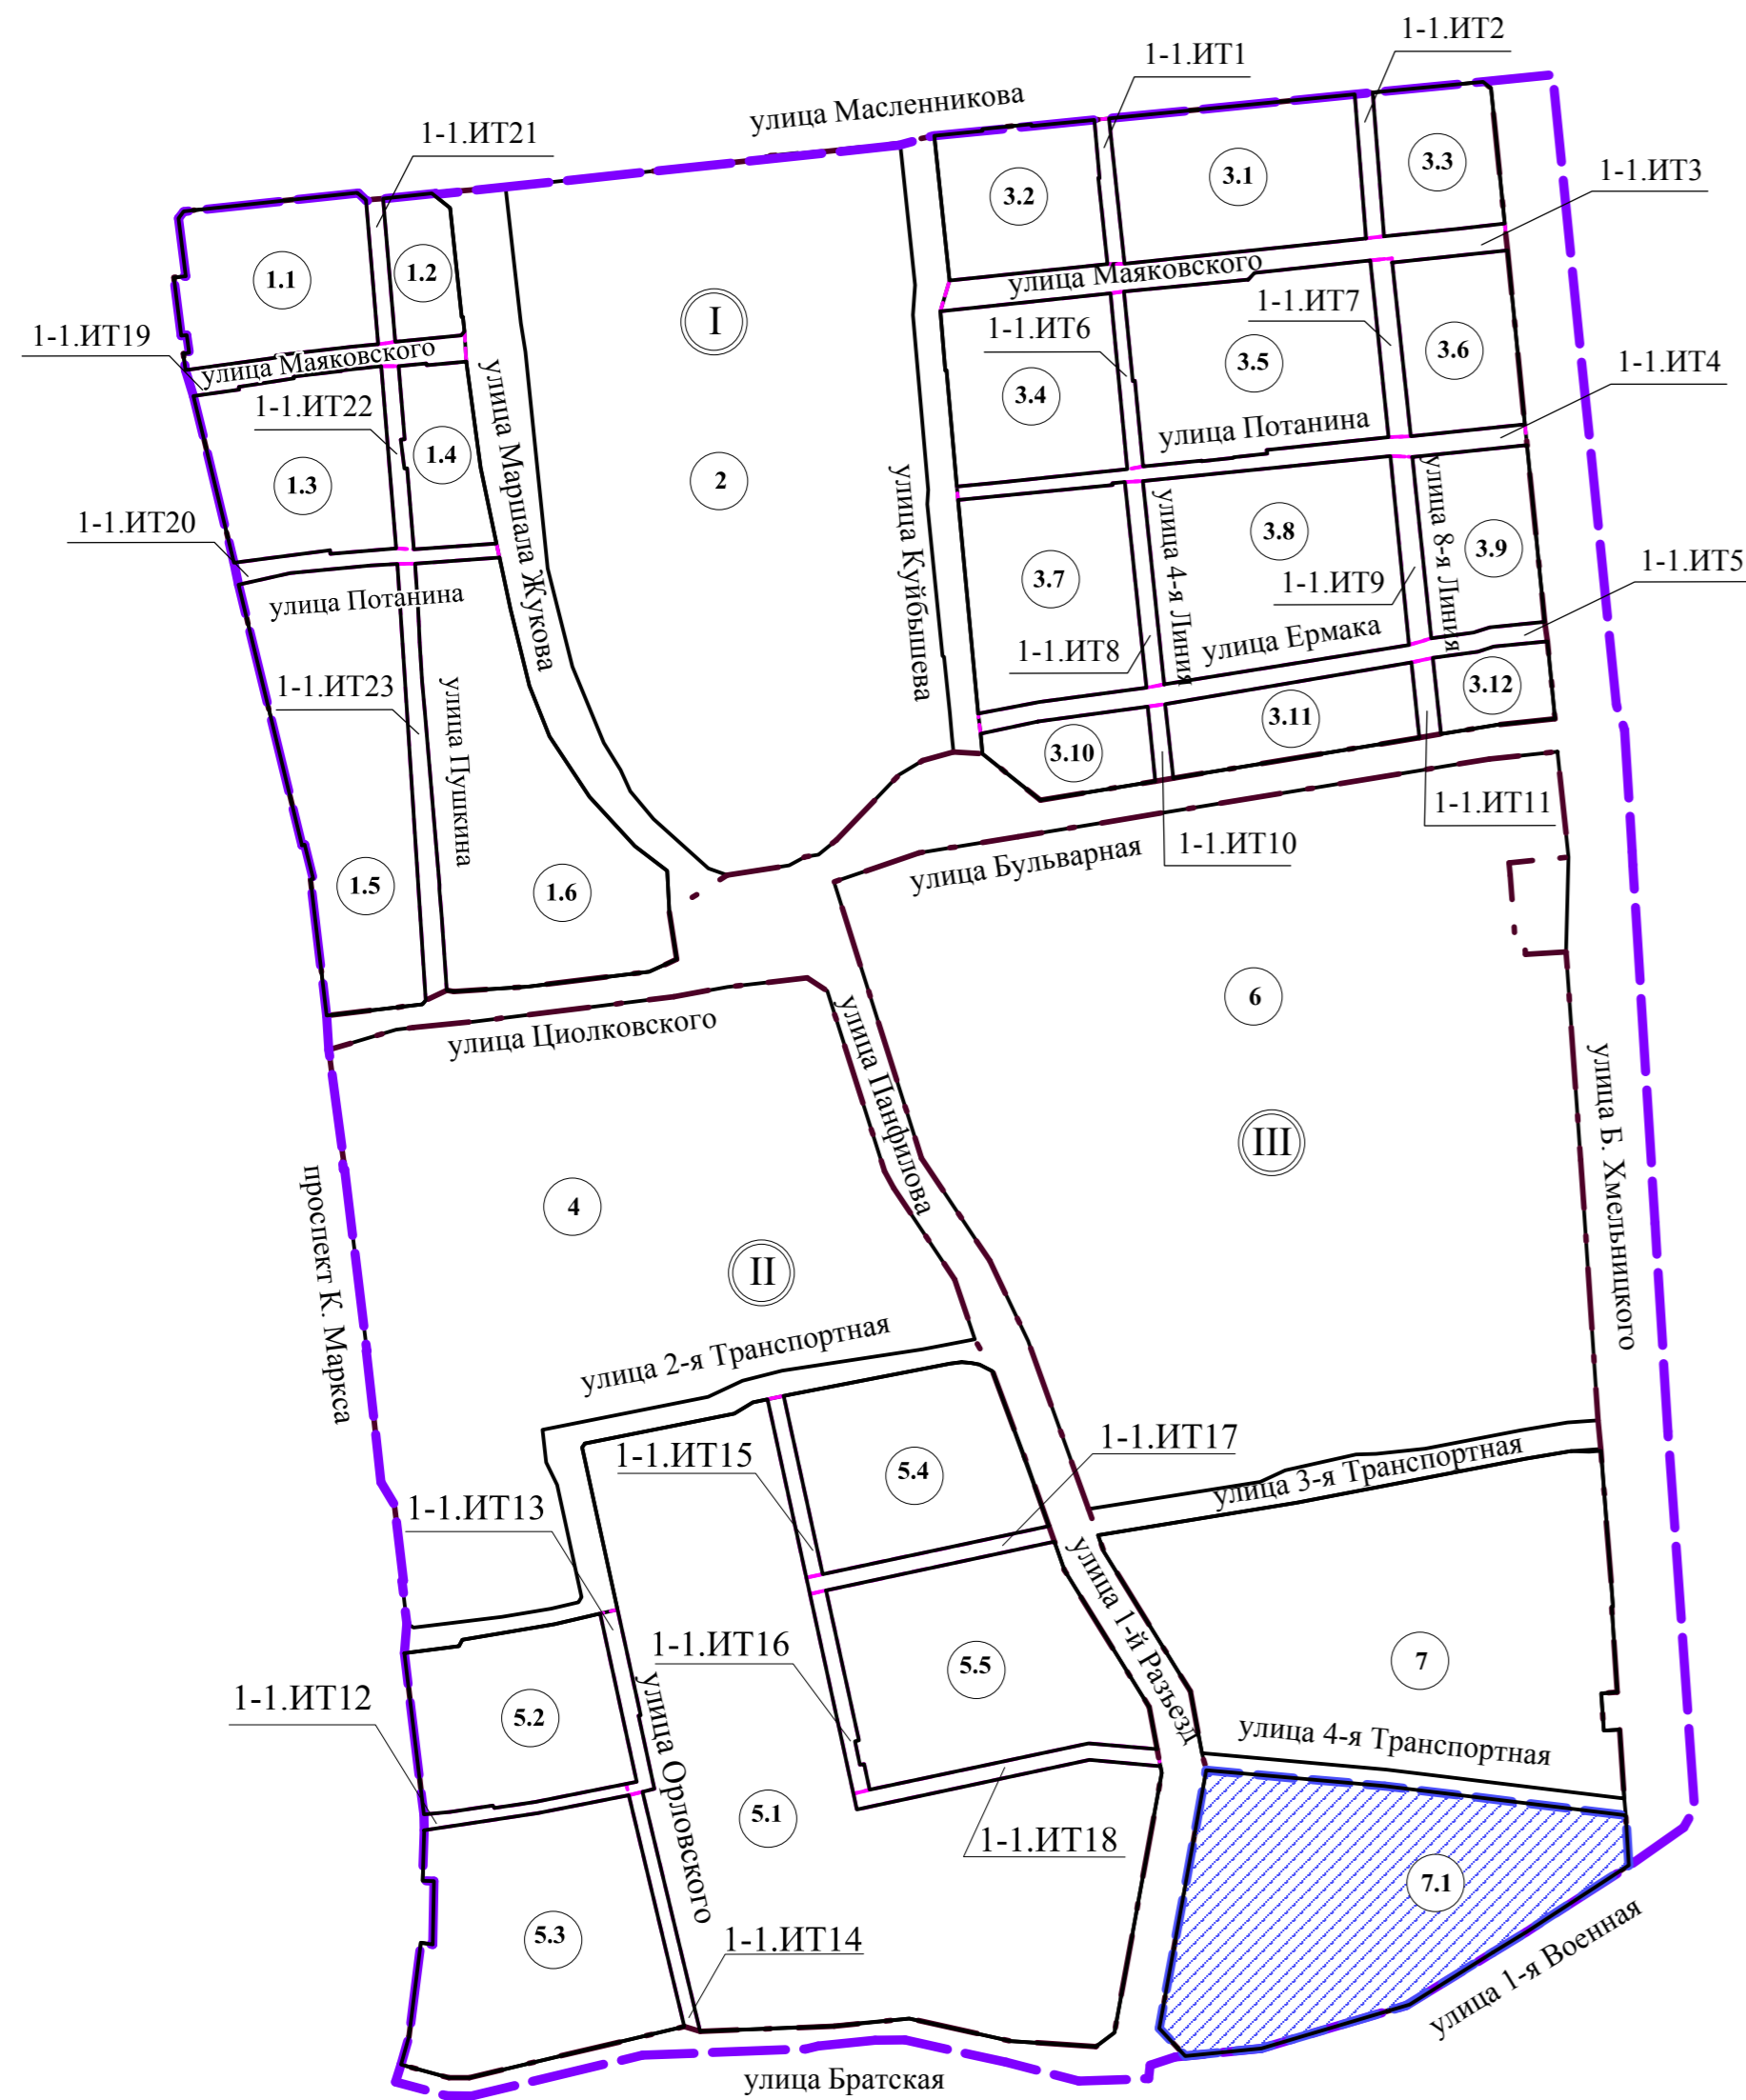 1-1.ИТ2
1-1.ИТ1
улица Масленникова
1-1.ИТ21
3.3
1-1.ИТ3
3.1
3.2
1.2
1.1
улица Маяковского
1-1.ИТ7
I
1-1.ИТ6
1-1.ИТ19
улица Маяковского
3.6
3.5
1-1.ИТ4
3.4
1-1.ИТ22
улица Потанина
1.4
улица Маршала Жукова
2
1.3
1-1.ИТ20
улица Куйбышева
улица 4-я Линия
3.8
улица 8-я Линия
3.9
1-1.ИТ5
3.7
1-1.ИТ9
улица Потанина
улица Ермака
1-1.ИТ8
1-1.ИТ23
улица Пушкина
3.12
3.11
3.10
1-1.ИТ11
1-1.ИТ10
улица Бульварная
1.5
1.6
6
улица Циолковского
улица Панфилова
III
улица Б. Хмельницкого
4
проспект К. Маркса
II
улица 2-я Транспортная
1-1.ИТ17
1-1.ИТ15
5.4
улица 3-я Транспортная
1-1.ИТ13
улица 1-й Разъезд
1-1.ИТ16
5.5
7
1-1.ИТ12
5.2
улица Орловского
улица 4-я Транспортная
5.1
1-1.ИТ18
7.1
5.3
1-1.ИТ14
улица 1-я Военная
улица Братская